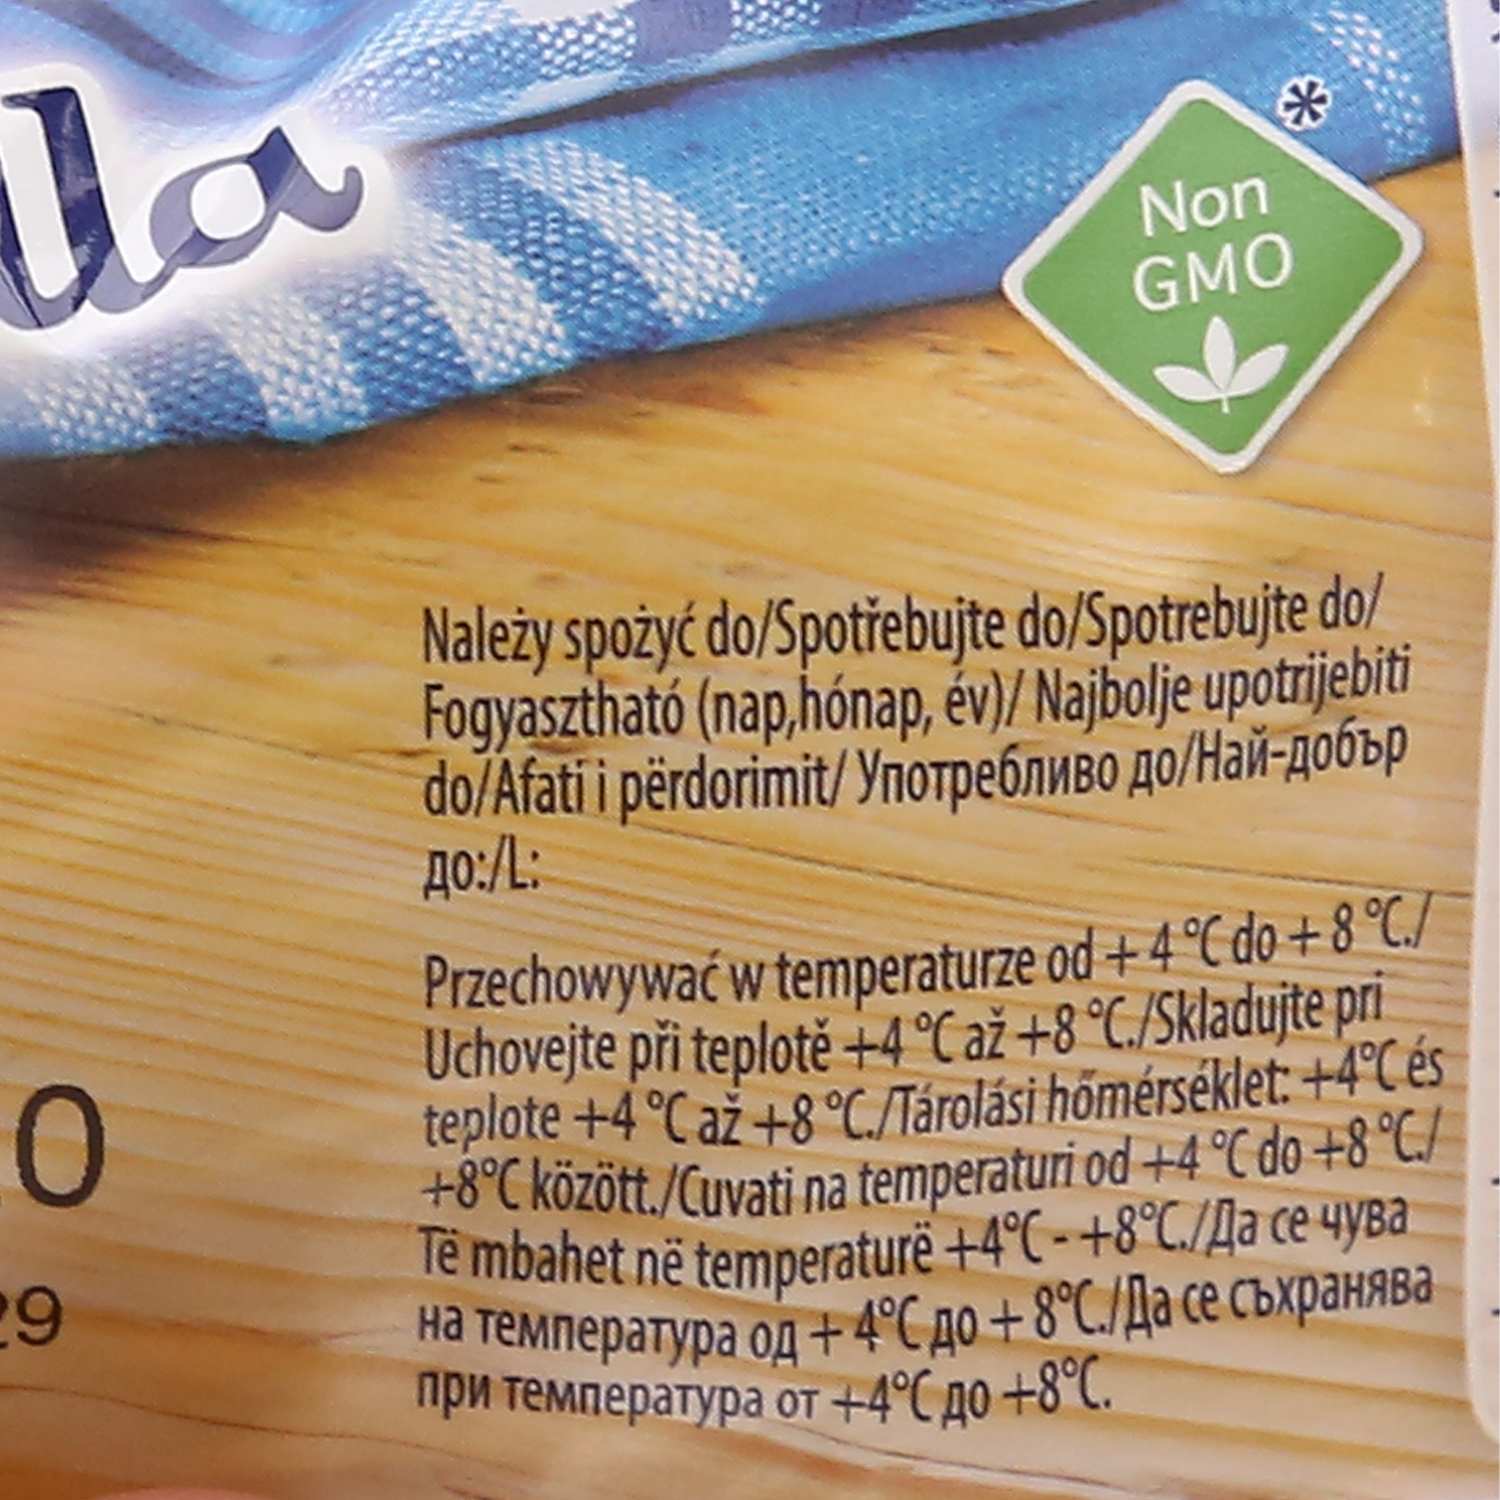 lla
*
Non
GMO
Należy spożyć do/Spotřebujte do/Spotrebujte do/
Fogyasztható (nap,hónap, év)/ Najbolje upotrijebiti
do/Afati i përdorimit/ Употребливо до/Най-добър
до:/L:
Przechowywać w temperaturze od + 4 °C do + 8 °C./
Uchovejte při teplotě +4 °C až +8 °C./Skladujte pri
teplote +4 °C až +8 °C./Tárolási hőmérséklet: +4°C és
+8°C között./Čuvati na temperaturi od +4 °C do +8 °C./
Të mbahet në temperaturë +4°C - +8°C./Да се чува
на температура од + 4°C до + 8°C./Да се съхранява
при температура от +4°C до +8°C.
0
29